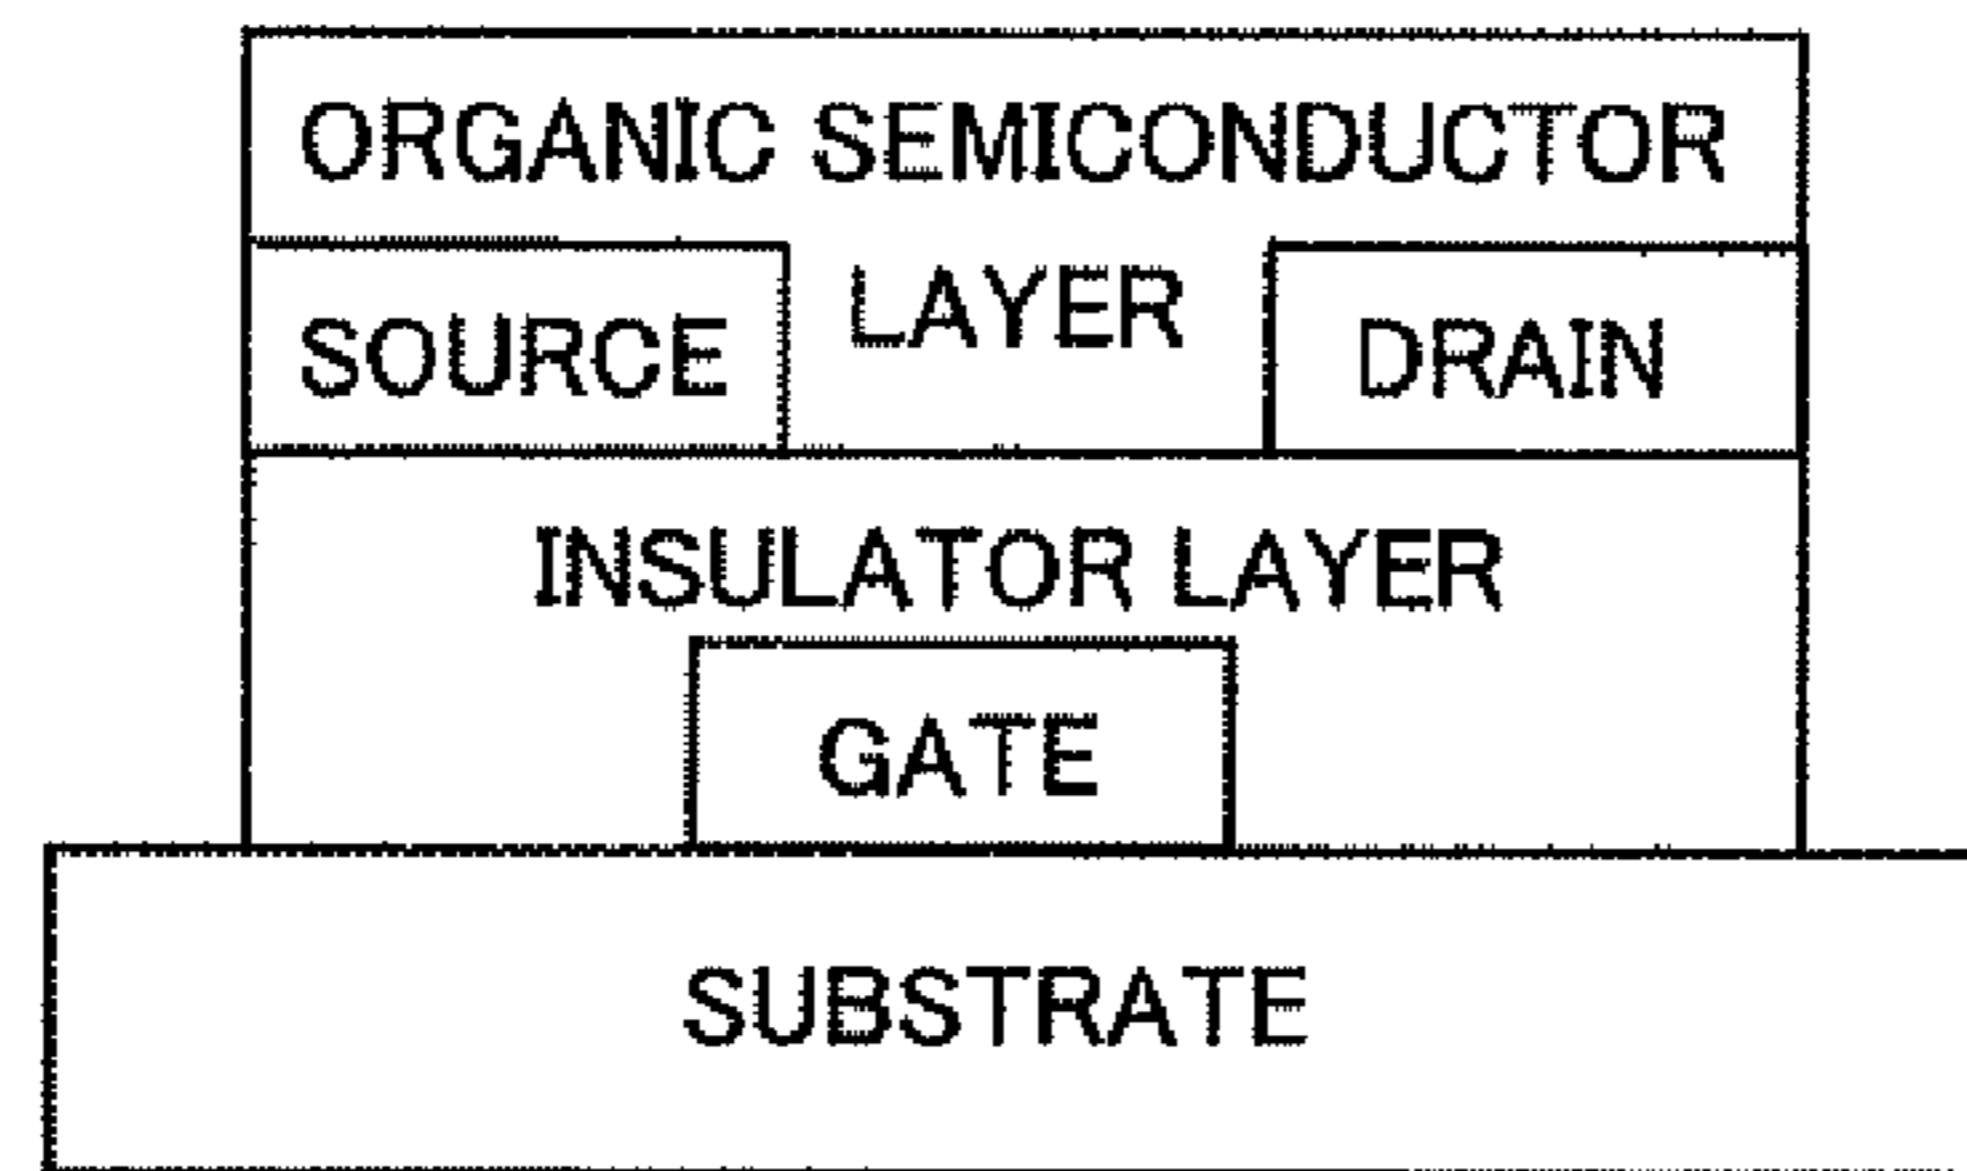 ORGANIC SEMICONDUCTOR
LAYER
SOURCE
DRAIN
INSULATOR LAYER
GATE
SUBSTRATE